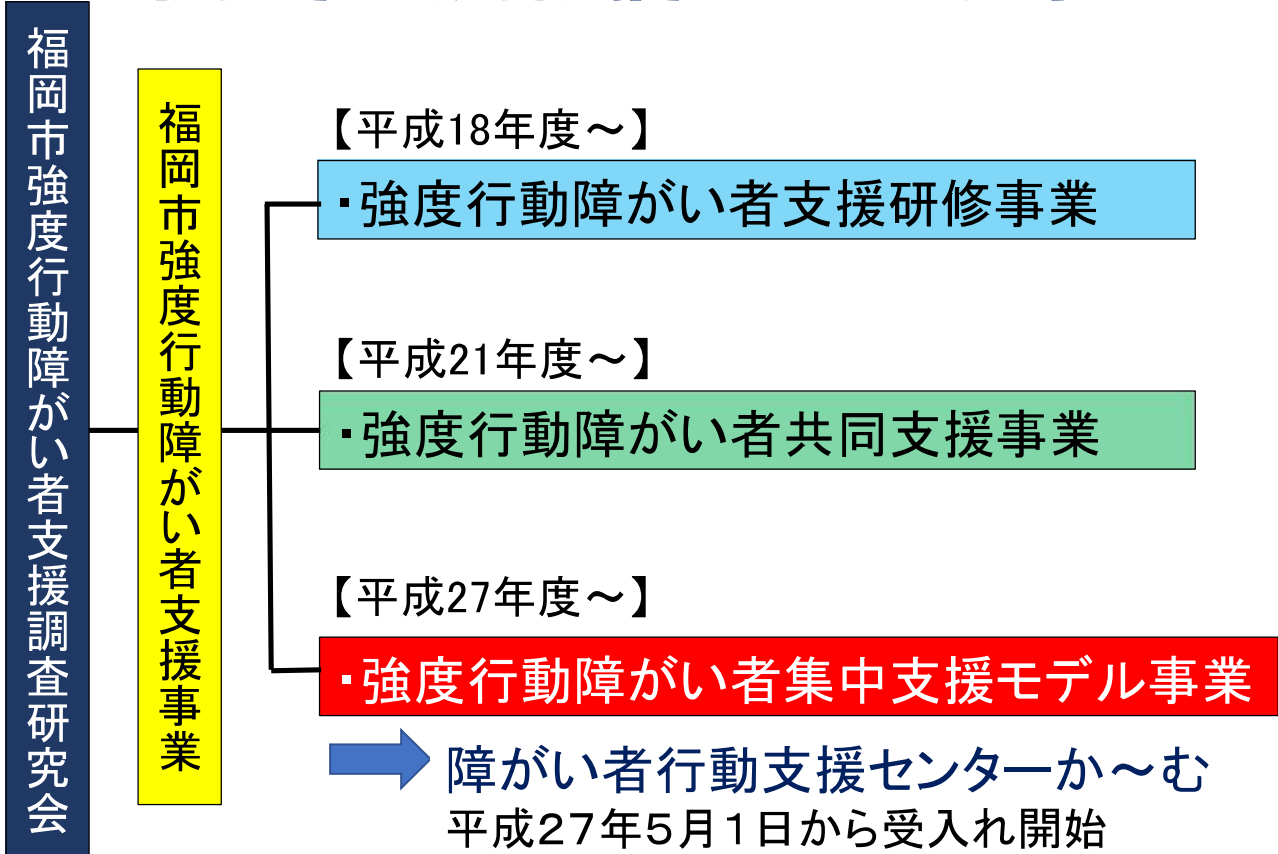 福岡市強度行動障がい者支援調査研究会
福岡市強度行動障がい者支援事業
【平成18年度～】
・強度行動障がい者支援研修事業
【平成21年度～】
・強度行動障がい者共同支援事業
【平成27年度～】
・強度行動障がい者集中支援モデル事業
障がい者行動支援センターか～む
平成27年5月1日から受入れ開始